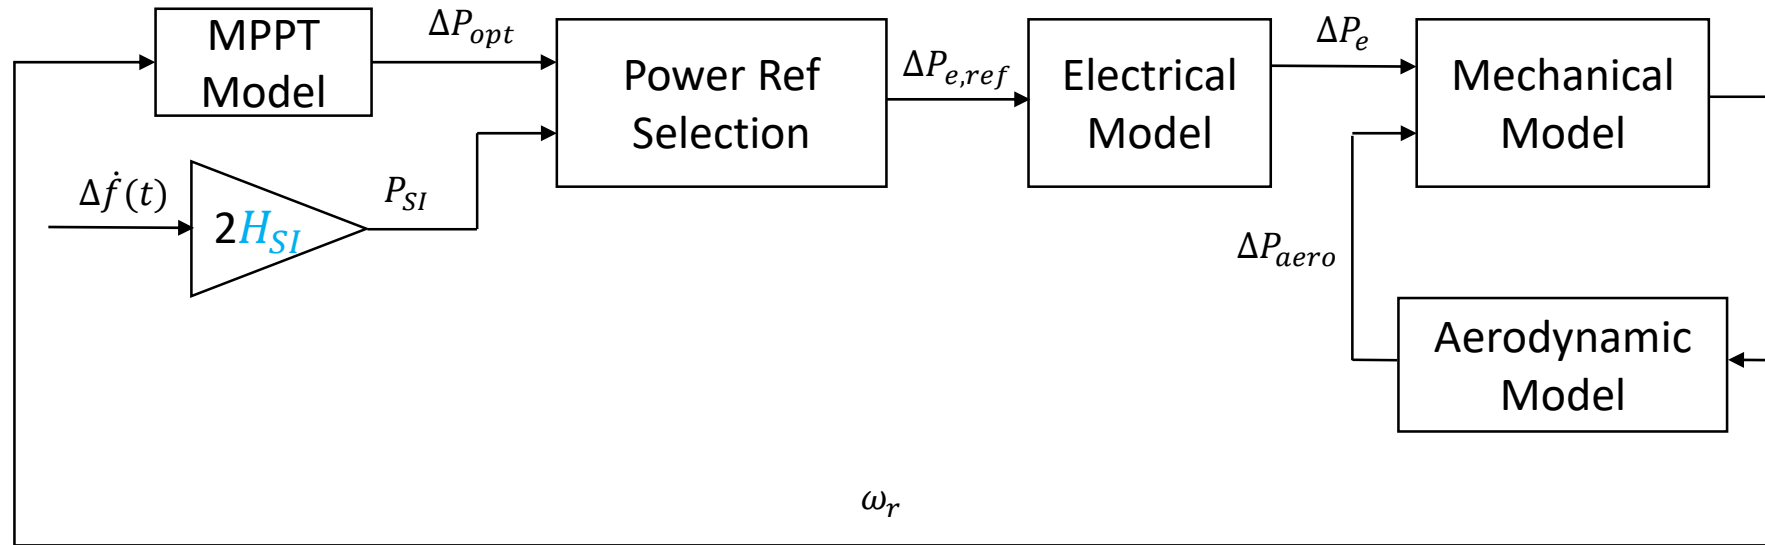 MPPT
Model
ΔP_opt
Power Ref
Selection
ΔP_e,ref
Electrical
Model
ΔP_e
Mechanical
Model
Δḟ(t)
2H_SI
P_SI
ΔP_aero
Aerodynamic
Model
ω_r